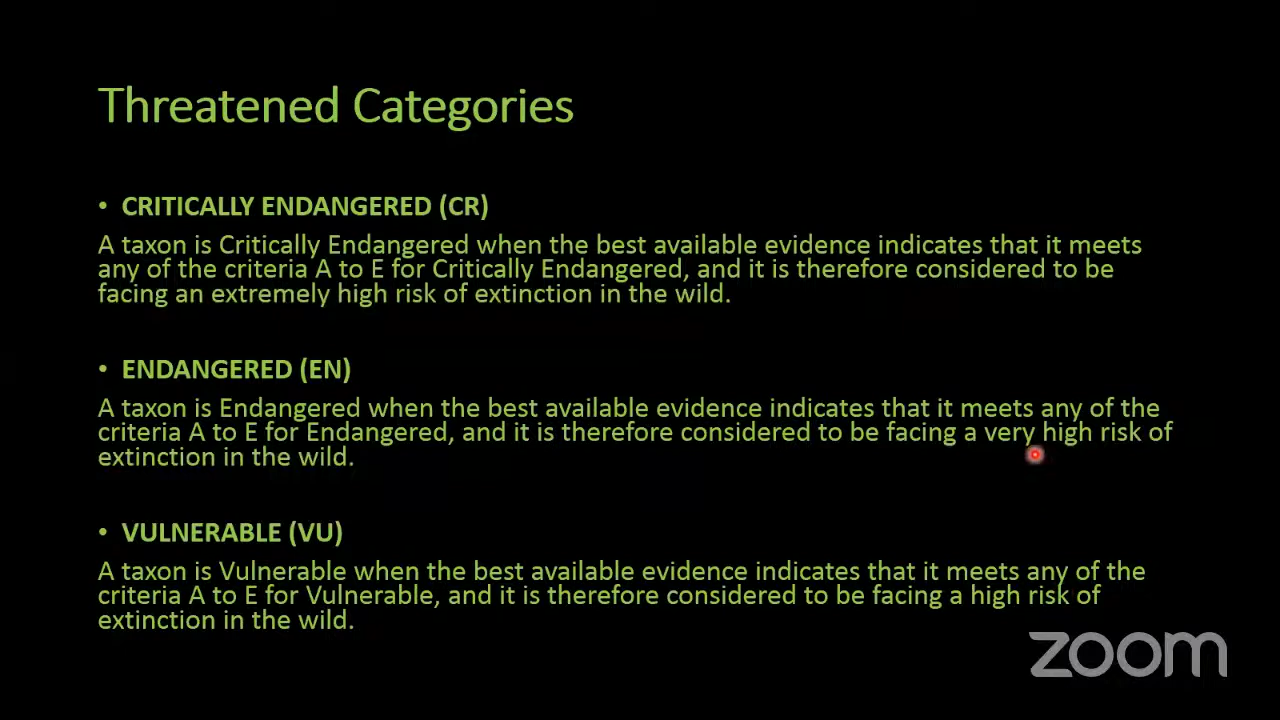 Threatened Categories
• CRITICALLY ENDANGERED (CR)
A taxon is Critically Endangered when the best available evidence indicates that it meets
any of the criteria A to E for Critically Endangered, and it is therefore considered to be
facing an extremely high risk of extinction in the wild.
• ENDANGERED (EN)
A taxon is Endangered when the best available evidence indicates that it meets any of the
criteria A to E for Endangered, and it is therefore considered to be facing a very high risk of
extinction in the wild.
• VULNERABLE (VU)
A taxon is Vulnerable when the best available evidence indicates that it meets any of the
criteria A to E for Vulnerable, and it is therefore considered to be facing a high risk of
extinction in the wild.
zoom